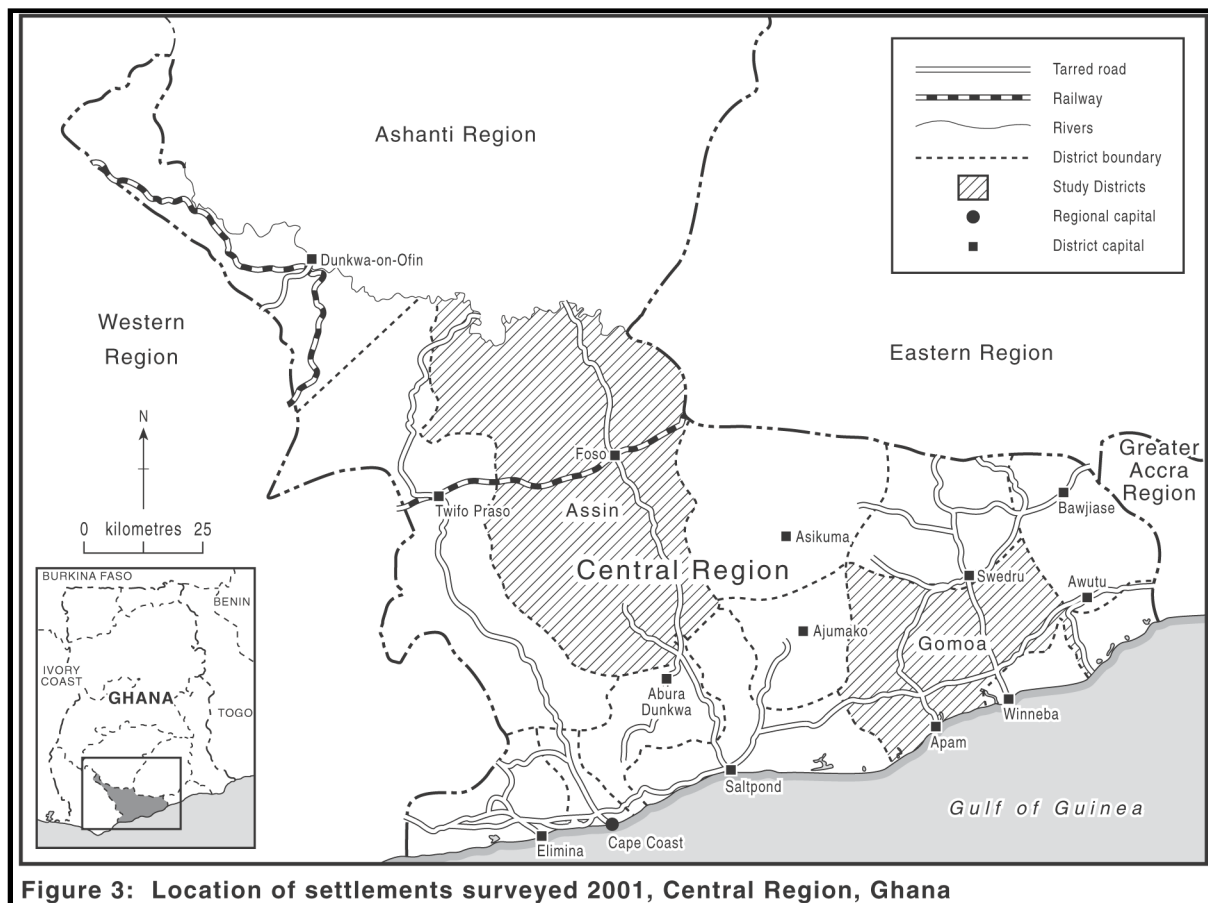 Tarred road
Railway
Rivers
District boundary
Study Districts
Regional capital
District capital
Ashanti Region
Dunkwa-on-Ofin
Western
Region
Eastern Region
N
Greater
Accra
Region
Foso
Bawjiase
Twifo Praso
Assin
0 kilometres 25
Asikuma
Central Region
Swedru
Awutu
Ajumako
Gomoa
Abura
Dunkwa
Winneba
Apam
Saltpond
Gulf of Guinea
Elimina
Cape Coast
BURKINA FASO
BENIN
IVORY
COAST
GHANA
TOGO
Figure 3: Location of settlements surveyed 2001, Central Region, Ghana